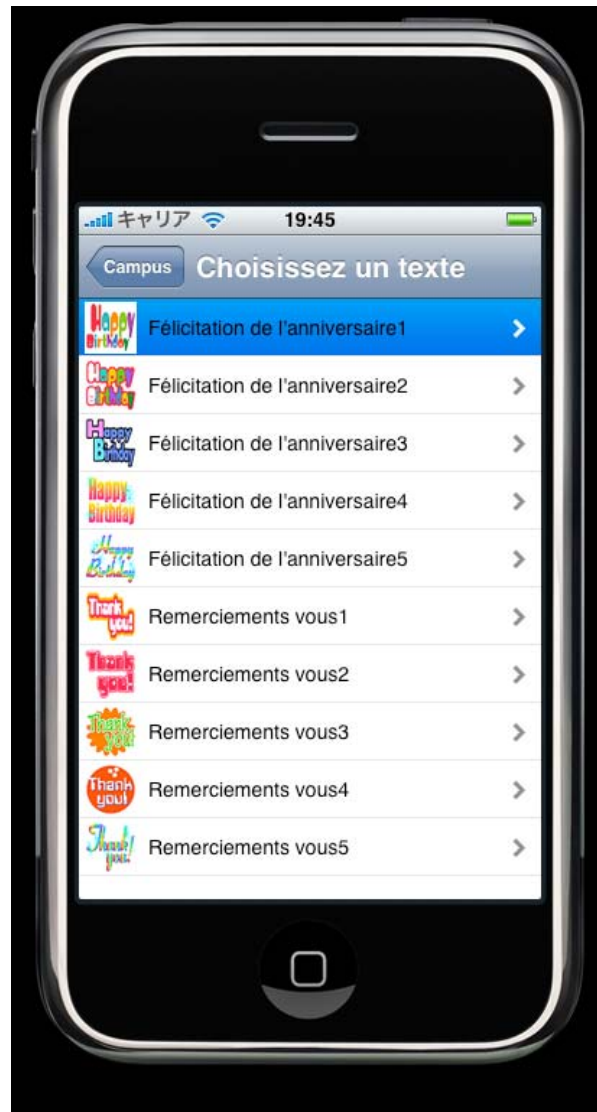 キャリア 19:45
Campus Choisissez un texte
Happy Birthday Félicitation de l'anniversaire1
Happy Birthday Félicitation de l'anniversaire2
Happy Birthday Félicitation de l'anniversaire3
Happy Birthday Félicitation de l'anniversaire4
Happy Birthday Félicitation de l'anniversaire5
Thank you! Remerciements vous1
Thank you! Remerciements vous2
Thank you! Remerciements vous3
Thank you! Remerciements vous4
Thank you! Remerciements vous5